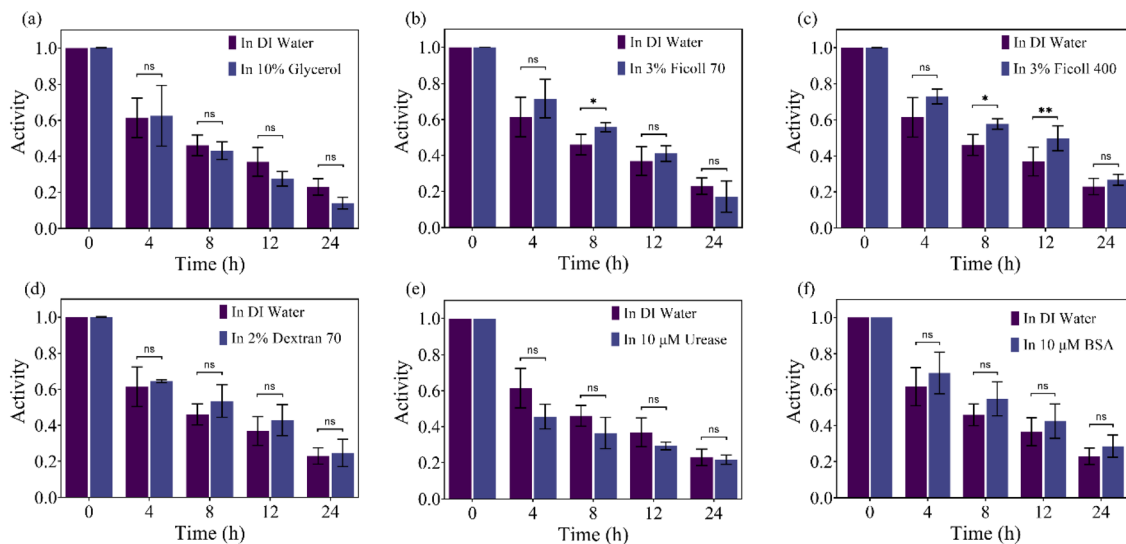 (a)
In DI Water
In 10% Glycerol
Activity
1.0
0.8
0.6
0.4
0.2
0.0
ns
ns
ns
ns
0 4 8 12 24
Time (h)
(b)
In DI Water
In 3% Ficoll 70
Activity
1.0
0.8
0.6
0.4
0.2
0.0
ns
*
ns
ns
0 4 8 12 24
Time (h)
(c)
In DI Water
In 3% Ficoll 400
Activity
1.0
0.8
0.6
0.4
0.2
0.0
ns
*
**
ns
0 4 8 12 24
Time (h)
(d)
In DI Water
In 2% Dextran 70
Activity
1.0
0.8
0.6
0.4
0.2
0.0
ns
ns
ns
ns
0 4 8 12 24
Time (h)
(e)
In DI Water
In 10 μM Urease
Activity
1.0
0.8
0.6
0.4
0.2
0.0
ns
ns
ns
ns
0 4 8 12 24
Time (h)
(f)
In DI Water
In 10 μM BSA
Activity
1.0
0.8
0.6
0.4
0.2
0.0
ns
ns
ns
ns
0 4 8 12 24
Time (h)